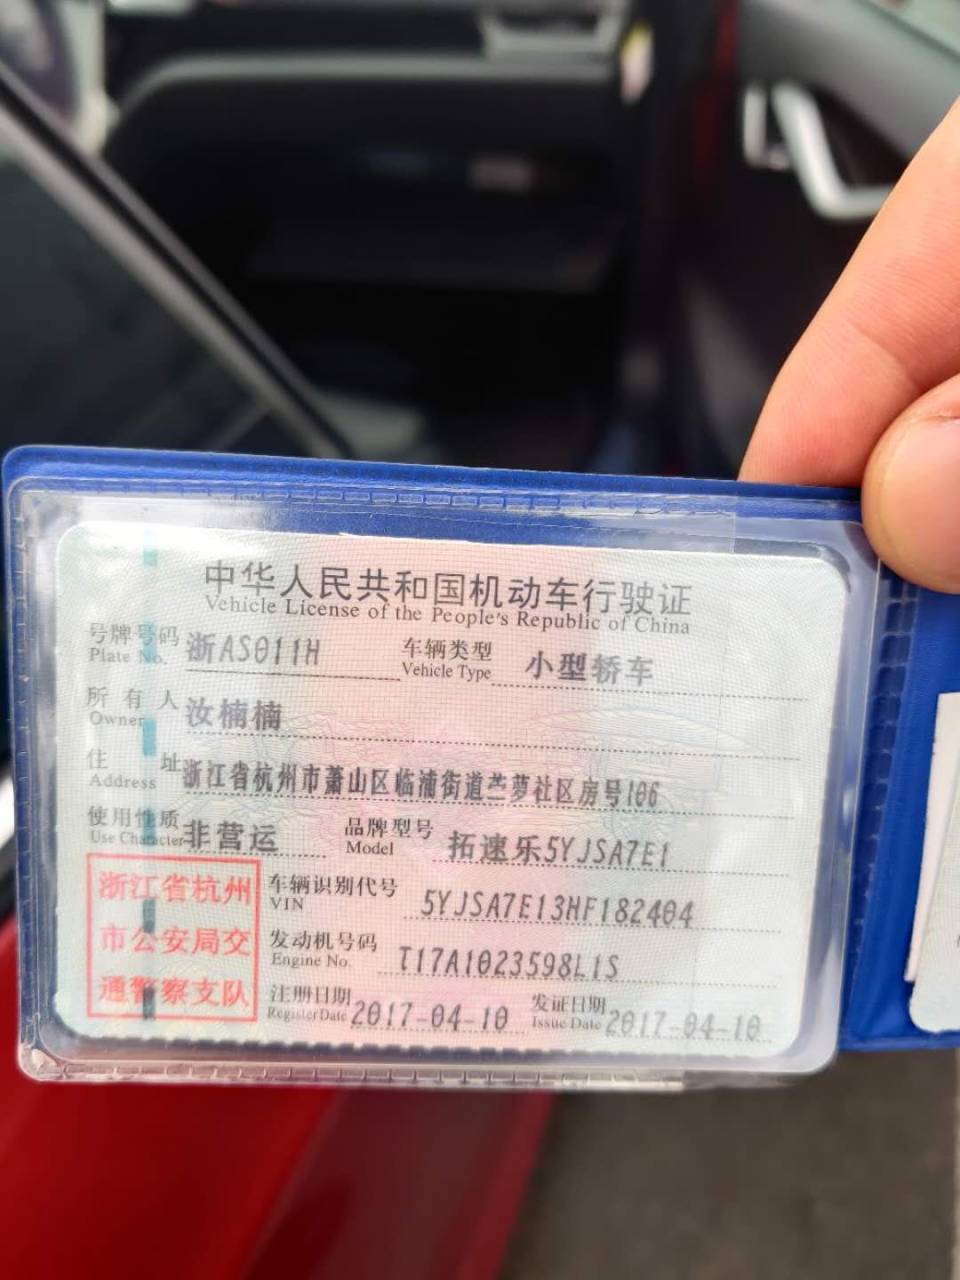 中华人民共和国机动车行驶证
Vehicle License of the People's Republic of China
号牌号码 浙AS011H 车辆类型 小型轿车
Plate No. Vehicle Type
所有人 汝楠楠
Owner
住址 浙江省杭州市萧山区临浦街道苎萝社区房号106
Address
使用性质 非营运 品牌型号 拓速乐5YJSA7E1
Use Character Model
浙江省杭州
市公安局交
通警察支队
车辆识别代号 5YJSA7E13HF182404
VIN
发动机号码 T17A1023598L1S
Engine No.
注册日期 2017-04-10 发证日期 2017-04-10
Register Date Issue Date